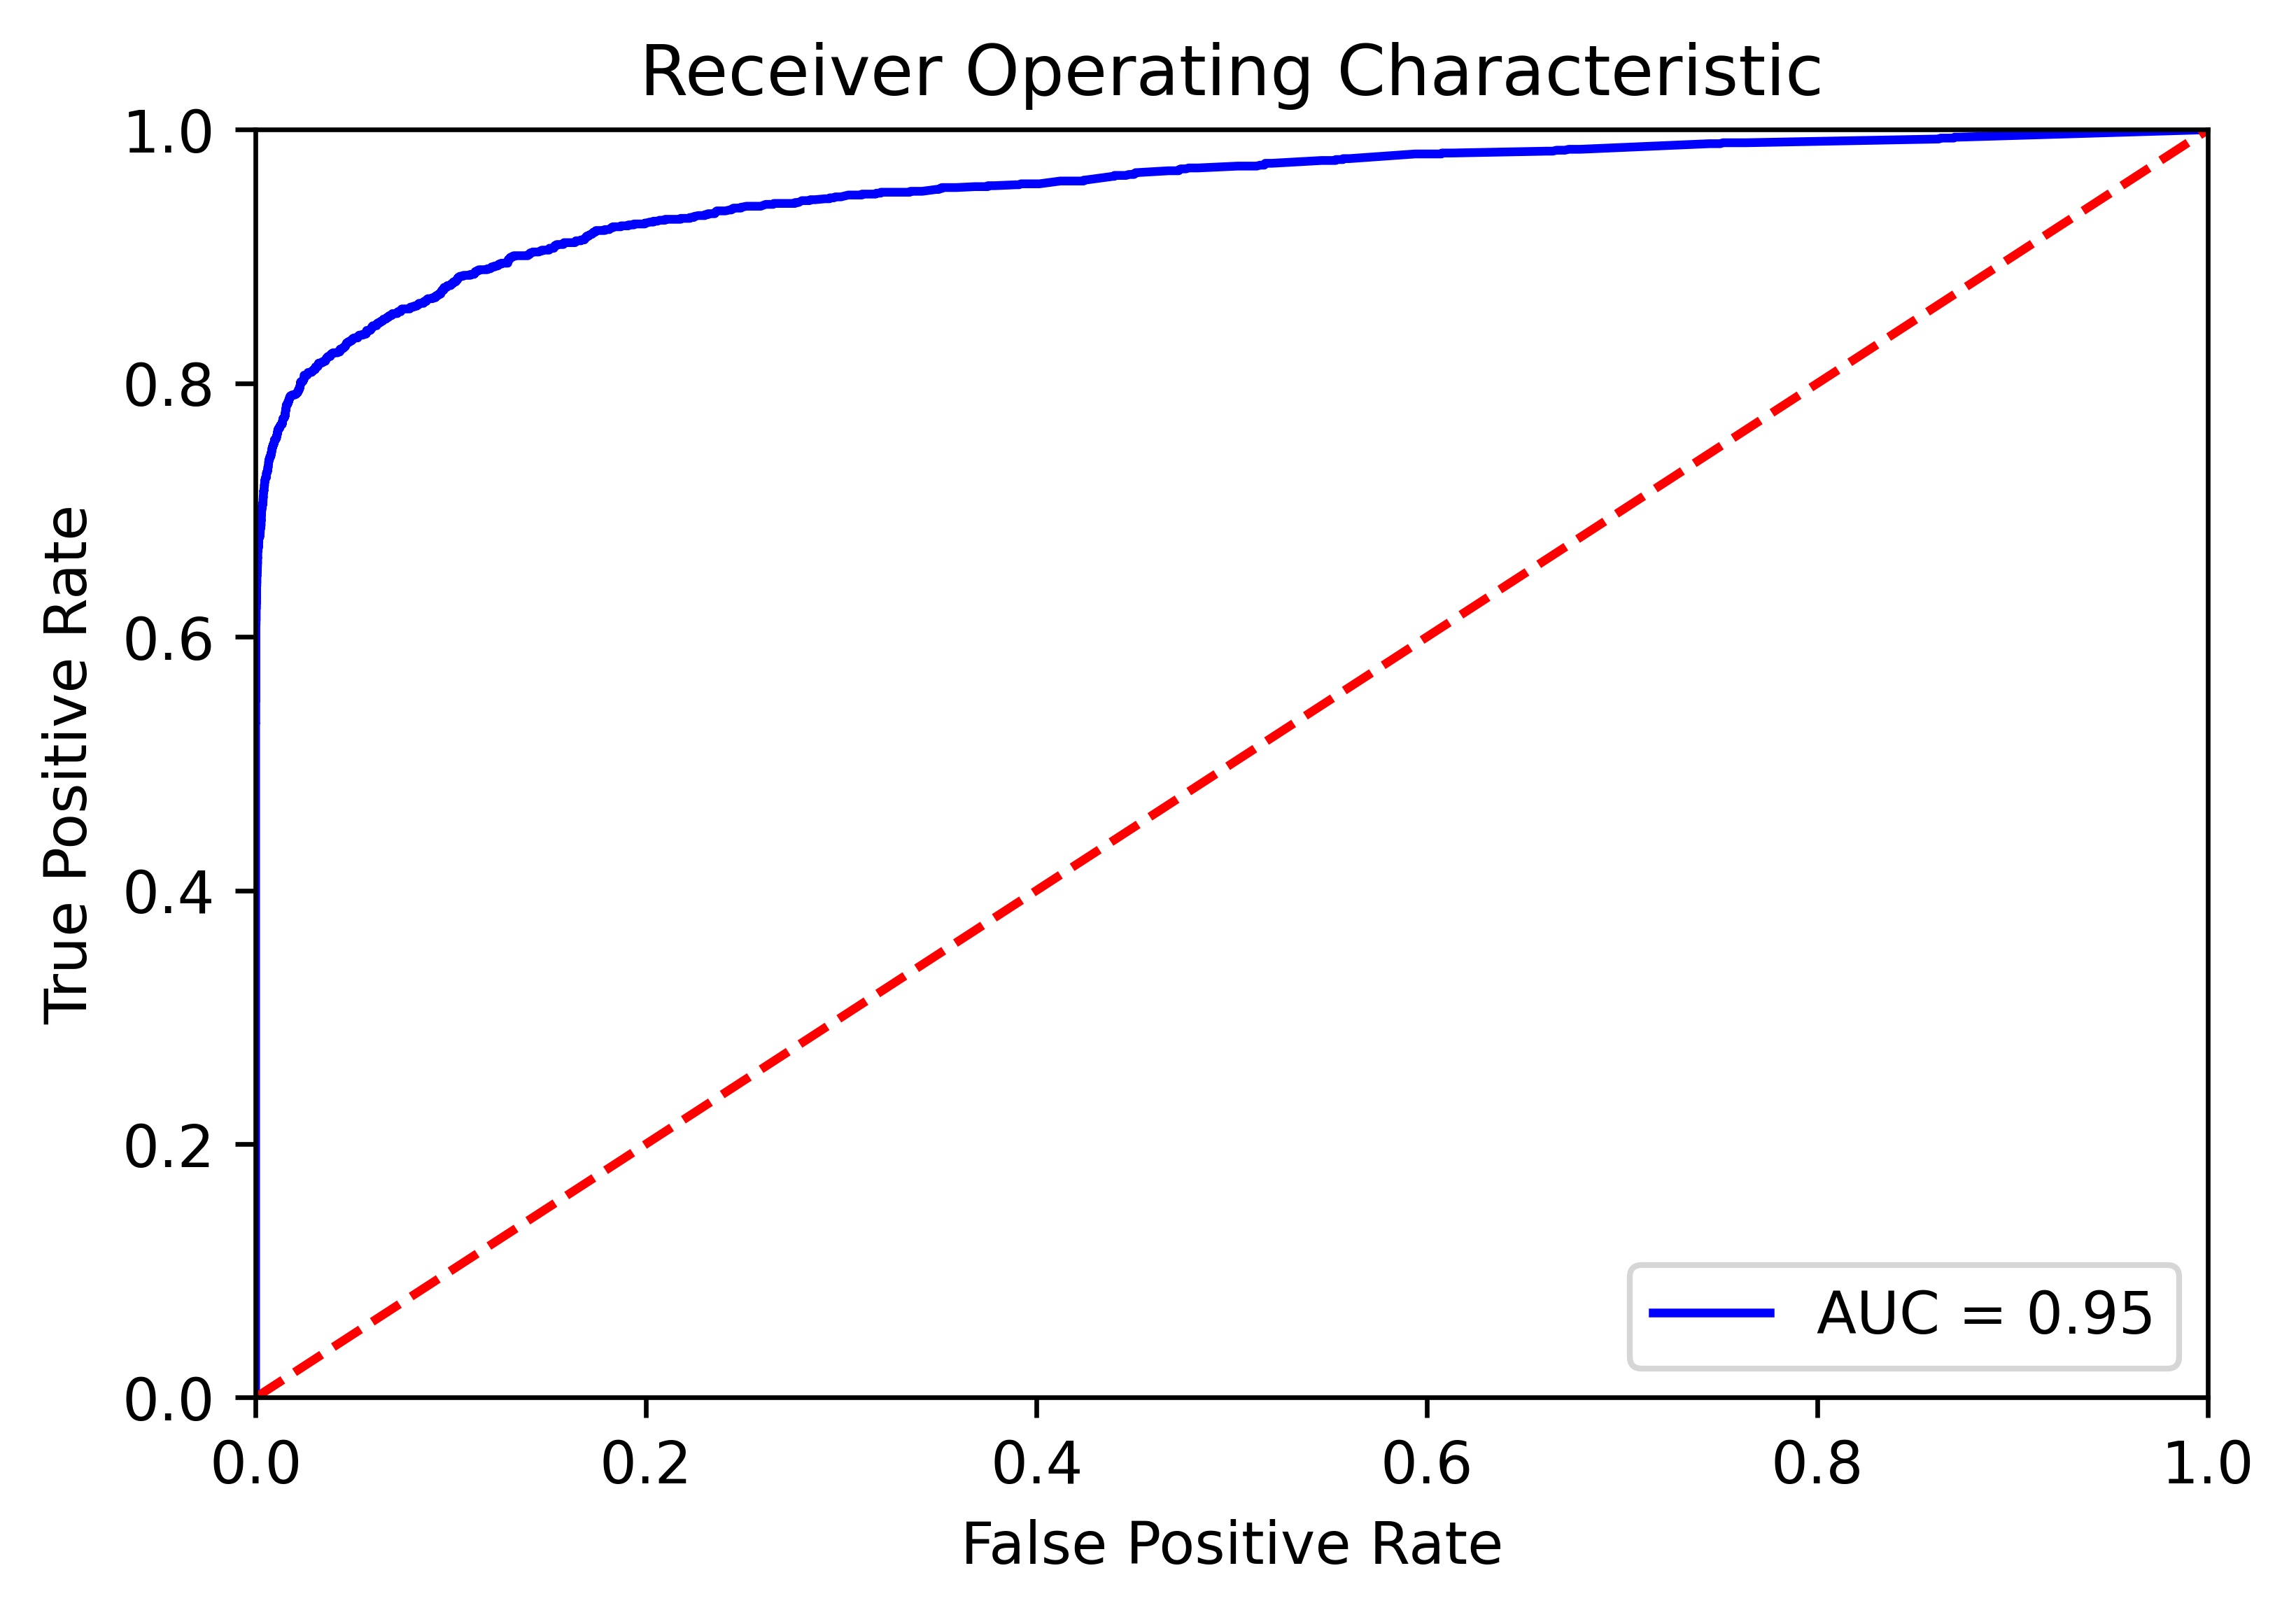 Receiver Operating Characteristic
1.0
0.8
0.6
0.4
0.2
0.0
True Positive Rate
AUC = 0.95
0.0 0.2 0.4 0.6 0.8 1.0
False Positive Rate